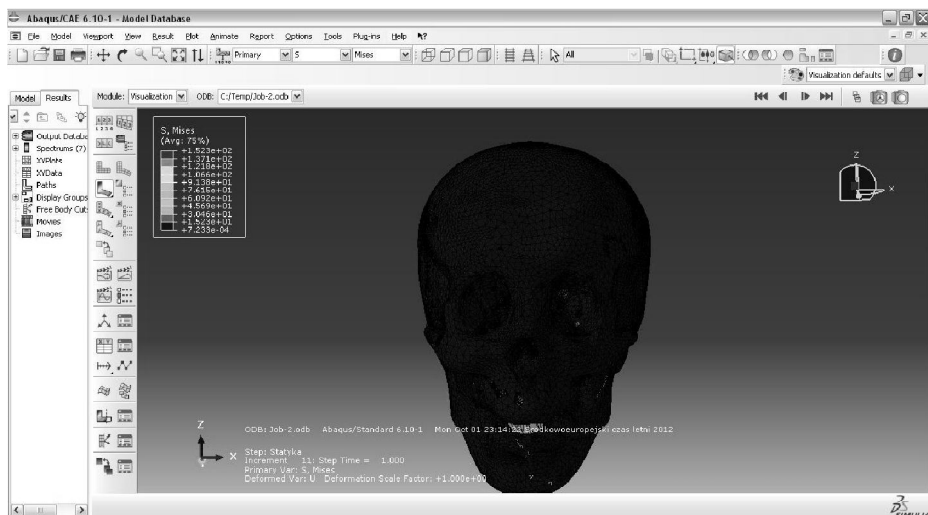 Abaqus/CAE 6.10-1 - Model Database
File Model Viewport View Result Plot Animate Report Options Tools Plug-ins Help
Primary S Mises All
Visualization defaults
Model Results Module: Visualization ODB: C:/Temp/Job-2.odb
Output Databa
Spectrums (7)
XYPlots
XYData
Paths
Display Groups
Free Body Cuts
Movies
Images
S, Mises
(Avg: 75%)
+1.523e+02
+1.371e+02
+1.218e+02
+1.066e+02
+9.138e+01
+7.615e+01
+6.092e+01
+4.569e+01
+3.046e+01
+1.523e+01
+7.233e-04
Z
X
ODB: Job-2.odb Abaqus/Standard 6.10-1 Mon Oct 01 23:14:23 Środkowoeuropejski czas letni 2012
Z
X
Y
Step: Statyka
Increment 11: Step Time = 1.000
Primary Var: S, Mises
Deformed Var: U Deformation Scale Factor: +1.000e+00